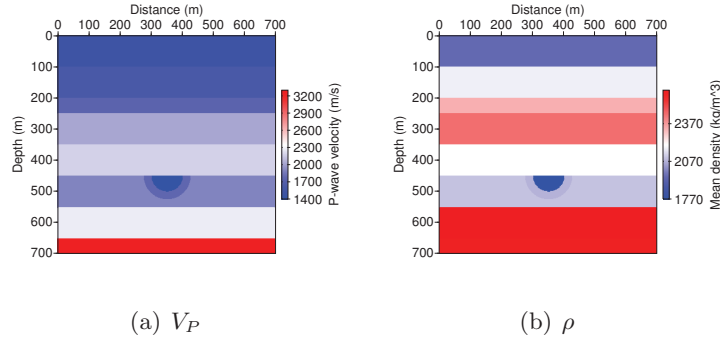 Distance (m)
0 100 200 300 400 500 600 700
0
100
200
300
400
500
600
700
Depth (m)
3200
2900
2600
2300
2000
1700
1400
P-wave velocity (m/s)
(a) V_P
Distance (m)
0 100 200 300 400 500 600 700
0
100
200
300
400
500
600
700
Depth (m)
2370
2070
1770
Mean density (kg/m^3)
(b) ρ